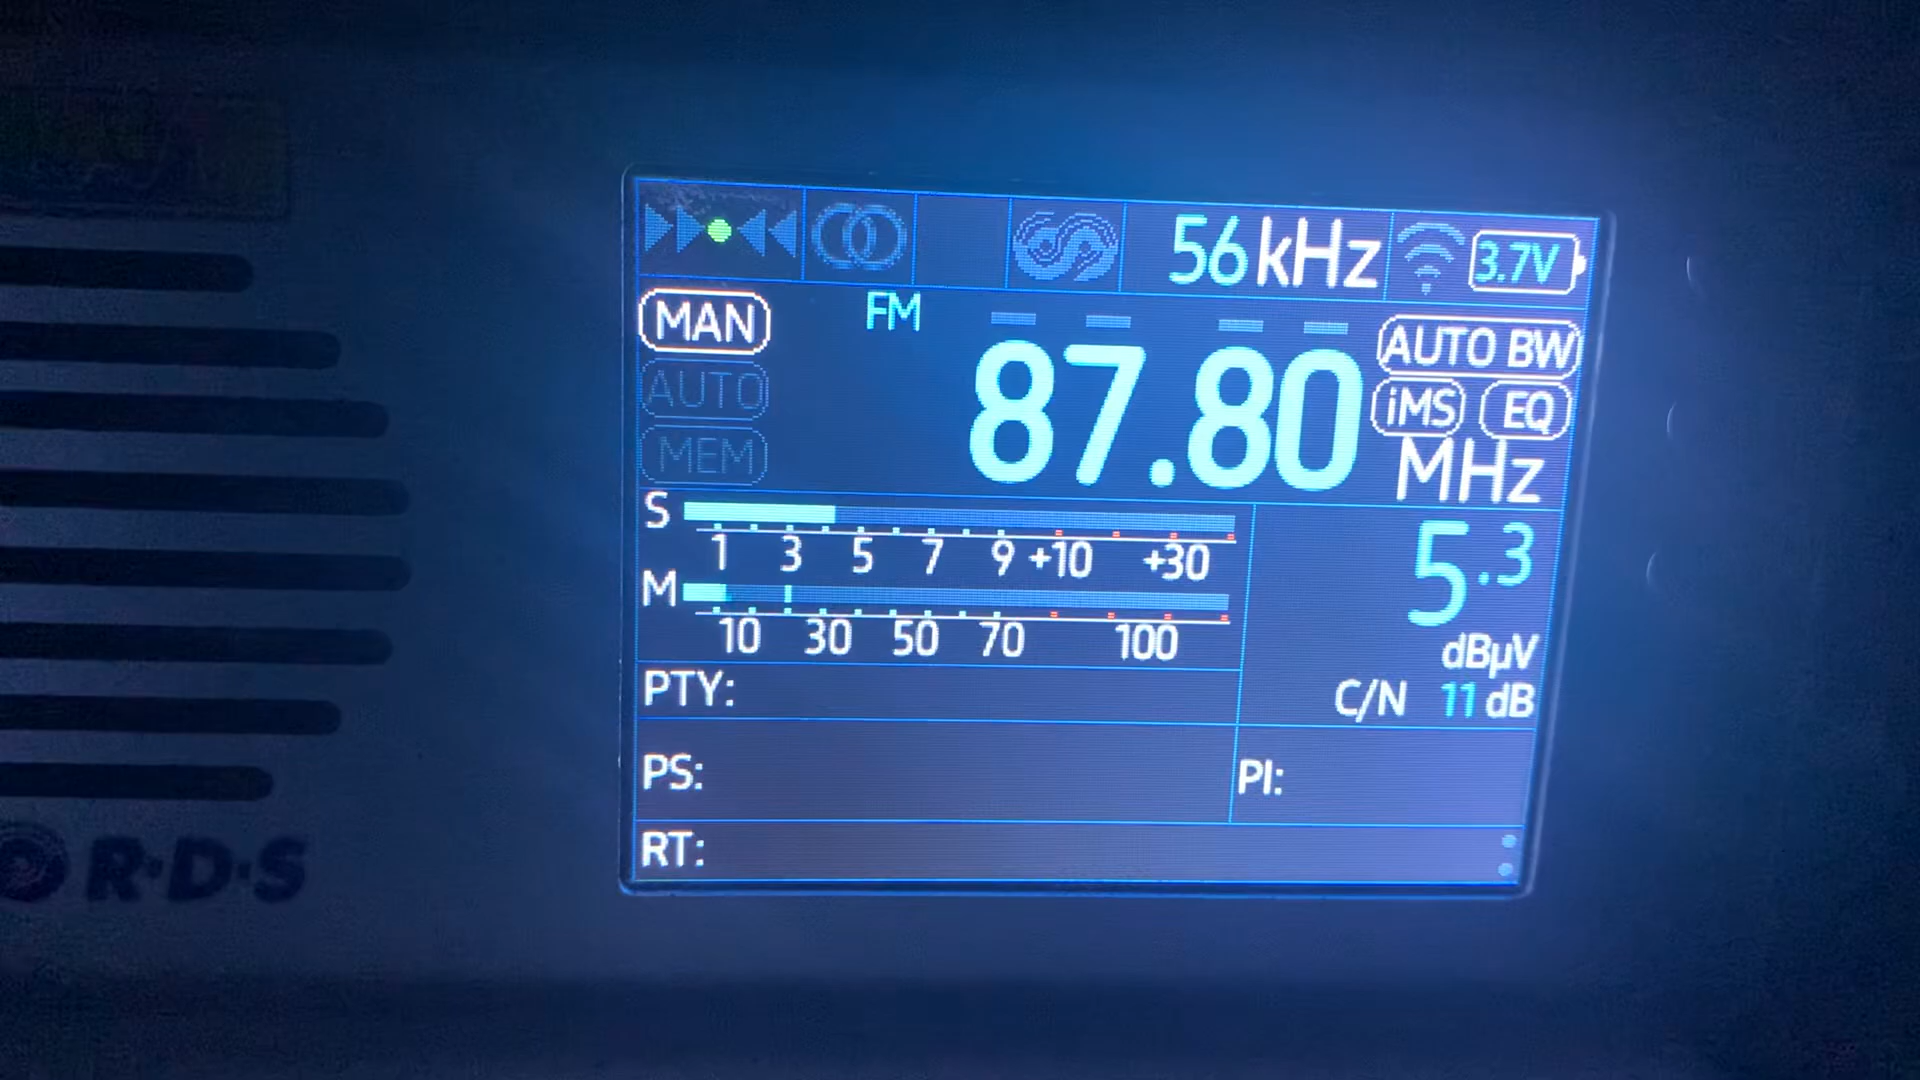 56 kHz 3.7V
MAN FM AUTO BW
AUTO 87.80 iMS EQ
MEM MHz
S 1 3 5 7 9 +10 +30 5.3
M 10 30 50 70 100 dBµV
PTY: C/N 11 dB
PS: PI:
RT:
R·D·S